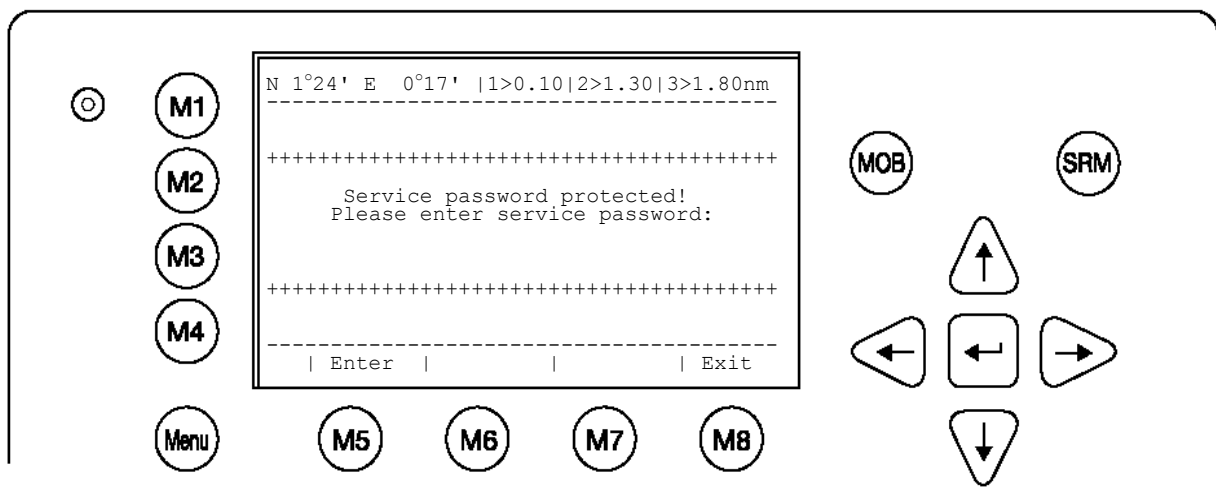 N 1°24' E 0°17' |1>0.10|2>1.30|3>1.80nm
----------------------------------------
++++++++++++++++++++++++++++++++++++++++
Service password protected!
Please enter service password:
++++++++++++++++++++++++++++++++++++++++
----------------------------------------
| Enter | | | Exit
M1
M2
M3
M4
Menu
M5
M6
M7
M8
MOB
SRM